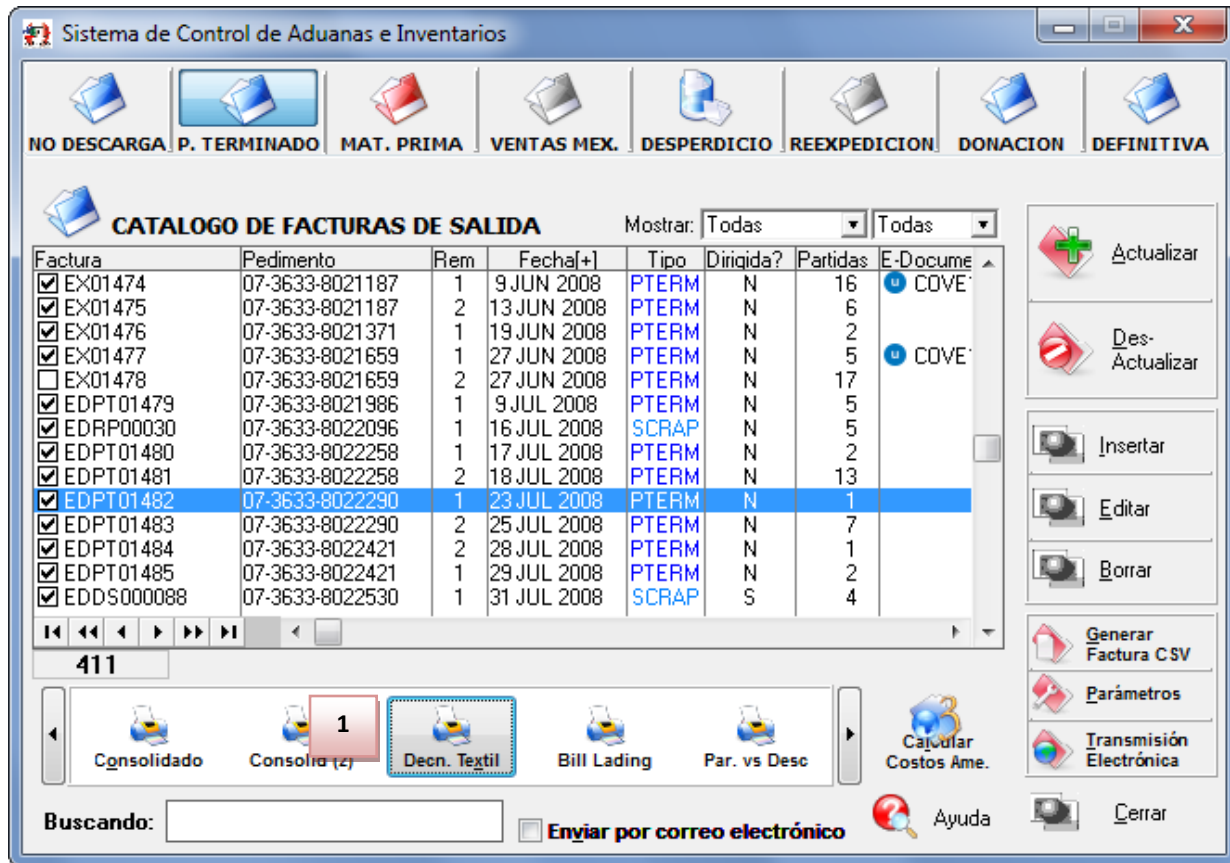 Sistema de Control de Aduanas e Inventarios
NO DESCARGA P. TERMINADO MAT. PRIMA VENTAS MEX. DESPERDICIO REEXPEDICION DONACION DEFINITIVA
CATALOGO DE FACTURAS DE SALIDA Mostrar: Todas Todas
Factura Pedimento Rem Fecha[+] Tipo Dirigida? Partidas E-Docume
EX01474 07-3633-8021187 1 9 JUN 2008 PTERM N 16 u COVE1
EX01475 07-3633-8021187 2 13 JUN 2008 PTERM N 6
EX01476 07-3633-8021371 1 19 JUN 2008 PTERM N 2
EX01477 07-3633-8021659 1 27 JUN 2008 PTERM N 5 u COVE1
EX01478 07-3633-8021659 2 27 JUN 2008 PTERM N 17
EDPT01479 07-3633-8021986 1 9 JUL 2008 PTERM N 5
EDRP00030 07-3633-8022096 1 16 JUL 2008 SCRAP N 5
EDPT01480 07-3633-8022258 1 17 JUL 2008 PTERM N 2
EDPT01481 07-3633-8022258 2 18 JUL 2008 PTERM N 13
EDPT01482 07-3633-8022290 1 23 JUL 2008 PTERM N 1
EDPT01483 07-3633-8022290 2 25 JUL 2008 PTERM N 7
EDPT01484 07-3633-8022421 2 28 JUL 2008 PTERM N 1
EDPT01485 07-3633-8022421 1 29 JUL 2008 PTERM N 2
EDDS000088 07-3633-8022530 1 31 JUL 2008 SCRAP S 4
411
Actualizar
Des-
Actualizar
Insertar
Editar
Borrar
Generar
Factura CSV
Parámetros
Transmisión
Electrónica
Cerrar
1
Consolidado Consolid (2) Decn. Textil Bill Lading Par. vs Desc
Calcular
Costos Ame.
Buscando: Enviar por correo electrónico Ayuda